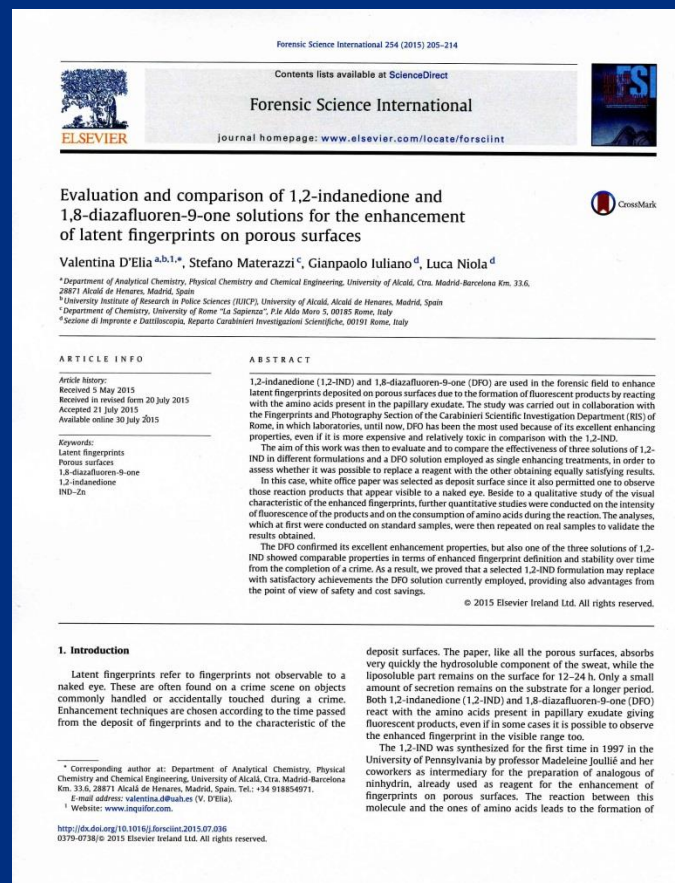 Forensic Science International 254 (2015) 205–214
Contents lists available at ScienceDirect
Forensic Science International
journal homepage: www.elsevier.com/locate/forsciint
ELSEVIER
FSI
Evaluation and comparison of 1,2-indanedione and
1,8-diazafluoren-9-one solutions for the enhancement
of latent fingerprints on porous surfaces
CrossMark
Valentina D'Elia a,b,1,*, Stefano Materazzi c, Gianpaolo Iuliano d, Luca Niola d
a Department of Analytical Chemistry, Physical Chemistry and Chemical Engineering, University of Alcalá, Ctra. Madrid-Barcelona Km. 33.6,
28871 Alcalá de Henares, Madrid, Spain
b University Institute of Research in Police Sciences (IUICP), University of Alcalá, Alcalá de Henares, Madrid, Spain
c Department of Chemistry, University of Rome "La Sapienza", P.le Aldo Moro 5, 00185 Rome, Italy
d Sezione di Impronte e Dattiloscopia, Reparto Carabinieri Investigazioni Scientifiche, 00191 Rome, Italy
ARTICLE INFO
Article history:
Received 5 May 2015
Received in revised form 20 July 2015
Accepted 21 July 2015
Available online 30 July 2015
Keywords:
Latent fingerprints
Porous surfaces
1,8-diazafluoren-9-one
1,2-indanedione
IND–Zn
ABSTRACT
1,2-indanedione (1,2-IND) and 1,8-diazafluoren-9-one (DFO) are used in the forensic field to enhance
latent fingerprints deposited on porous surfaces due to the formation of fluorescent products by reacting
with the amino acids present in the papillary exudate. The study was carried out in collaboration with
the Fingerprints and Photography Section of the Carabinieri Scientific Investigation Department (RIS) of
Rome, in which laboratories, until now, DFO has been the most used because of its excellent enhancing
properties, even if it is more expensive and relatively toxic in comparison with the 1,2-IND.
The aim of this work was then to evaluate and to compare the effectiveness of three solutions of 1,2-
IND in different formulations and a DFO solution employed as single enhancing treatments, in order to
assess whether it was possible to replace a reagent with the other obtaining equally satisfying results.
In this case, white office paper was selected as deposit surface since it also permitted one to observe
those reaction products that appear visible to a naked eye. Beside to a qualitative study of the visual
characteristic of the enhanced fingerprints, further quantitative studies were conducted on the intensity
of fluorescence of the products and on the consumption of amino acids during the reaction. The analyses,
which at first were conducted on standard samples, were then repeated on real samples to validate the
results obtained.
The DFO confirmed its excellent enhancement properties, but also one of the three solutions of 1,2-
IND showed comparable properties in terms of enhanced fingerprint definition and stability over time
from the completion of a crime. As a result, we proved that a selected 1,2-IND formulation may replace
with satisfactory achievements the DFO solution currently employed, providing also advantages from
the point of view of safety and cost savings.
© 2015 Elsevier Ireland Ltd. All rights reserved.
1. Introduction
Latent fingerprints refer to fingerprints not observable to a
naked eye. These are often found on a crime scene on objects
commonly handled or accidentally touched during a crime.
Enhancement techniques are chosen according to the time passed
from the deposit of fingerprints and to the characteristic of the
* Corresponding author at: Department of Analytical Chemistry, Physical
Chemistry and Chemical Engineering, University of Alcalá, Ctra. Madrid-Barcelona
Km. 33.6, 28871 Alcalá de Henares, Madrid, Spain. Tel.: +34 918854971.
E-mail address: valentina.d@uah.es (V. D'Elia).
1 Website: www.inquifor.com.
http://dx.doi.org/10.1016/j.forsciint.2015.07.036
0379-0738/© 2015 Elsevier Ireland Ltd. All rights reserved.
deposit surfaces. The paper, like all the porous surfaces, absorbs
very quickly the hydrosoluble component of the sweat, while the
liposoluble part remains on the surface for 12–24 h. Only a small
amount of secretion remains on the substrate for a longer period.
Both 1,2-indanedione (1,2-IND) and 1,8-diazafluoren-9-one (DFO)
react with the amino acids present in papillary exudate giving
fluorescent products, even if in some cases it is possible to observe
the enhanced fingerprint in the visible range too.
The 1,2-IND was synthesized for the first time in 1997 in the
University of Pennsylvania by professor Madeleine Joullié and her
coworkers as intermediary for the preparation of analogous of
ninhydrin, already used as reagent for the enhancement of
fingerprints on porous surfaces. The reaction between this
molecule and the ones of amino acids leads to the formation of